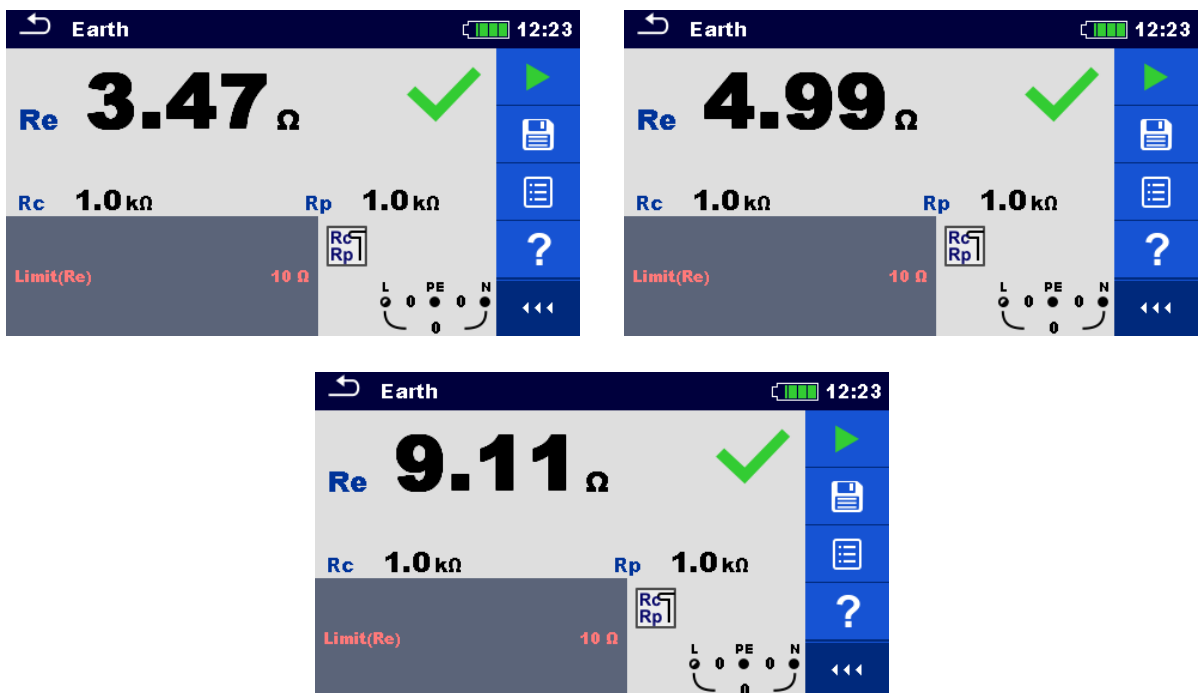 Earth 12:23
Re 3.47 Ω
Rc 1.0 kΩ Rp 1.0 kΩ
Rc
Rp
?
Limit(Re) 10 Ω
L PE N
0 0
0
Earth 12:23
Re 4.99 Ω
Rc 1.0 kΩ Rp 1.0 kΩ
Rc
Rp
?
Limit(Re) 10 Ω
L PE N
0 0
0
Earth 12:23
Re 9.11 Ω
Rc 1.0 kΩ Rp 1.0 kΩ
Rc
Rp
?
Limit(Re) 10 Ω
L PE N
0 0
0